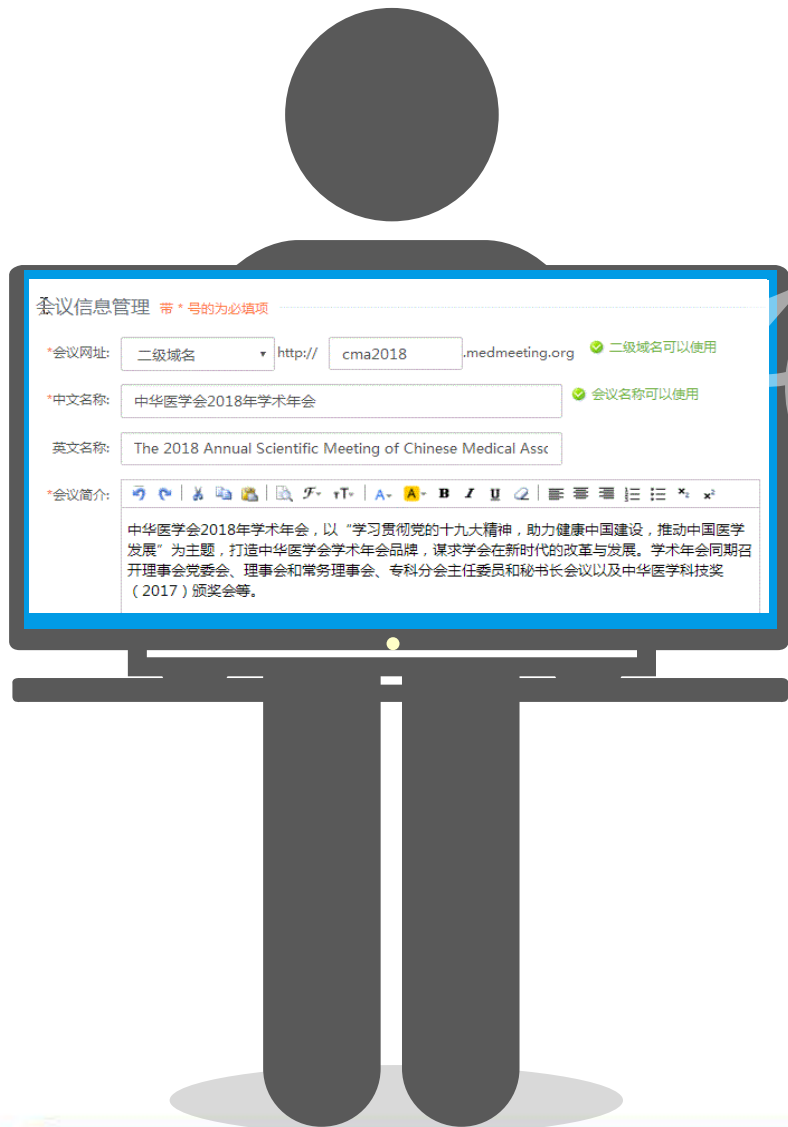 会议信息管理 带 * 号的为必填项
*会议网址: 二级域名 http:// cma2018 .medmeeting.org 二级域名可以使用
*中文名称: 中华医学会2018年学术年会 会议名称可以使用
英文名称: The 2018 Annual Scientific Meeting of Chinese Medical Assc
*会议简介: 𝓕 тT A A B I U x₂ x²
中华医学会2018年学术年会，以“学习贯彻党的十九大精神，助力健康中国建设，推动中国医学
发展”为主题，打造中华医学会学术年会品牌，谋求学会在新时代的改革与发展。学术年会同期召
开理事会党委会、理事会和常务理事会、专科分会主任委员和秘书长会议以及中华医学科技奖
（2017）颁奖会等。